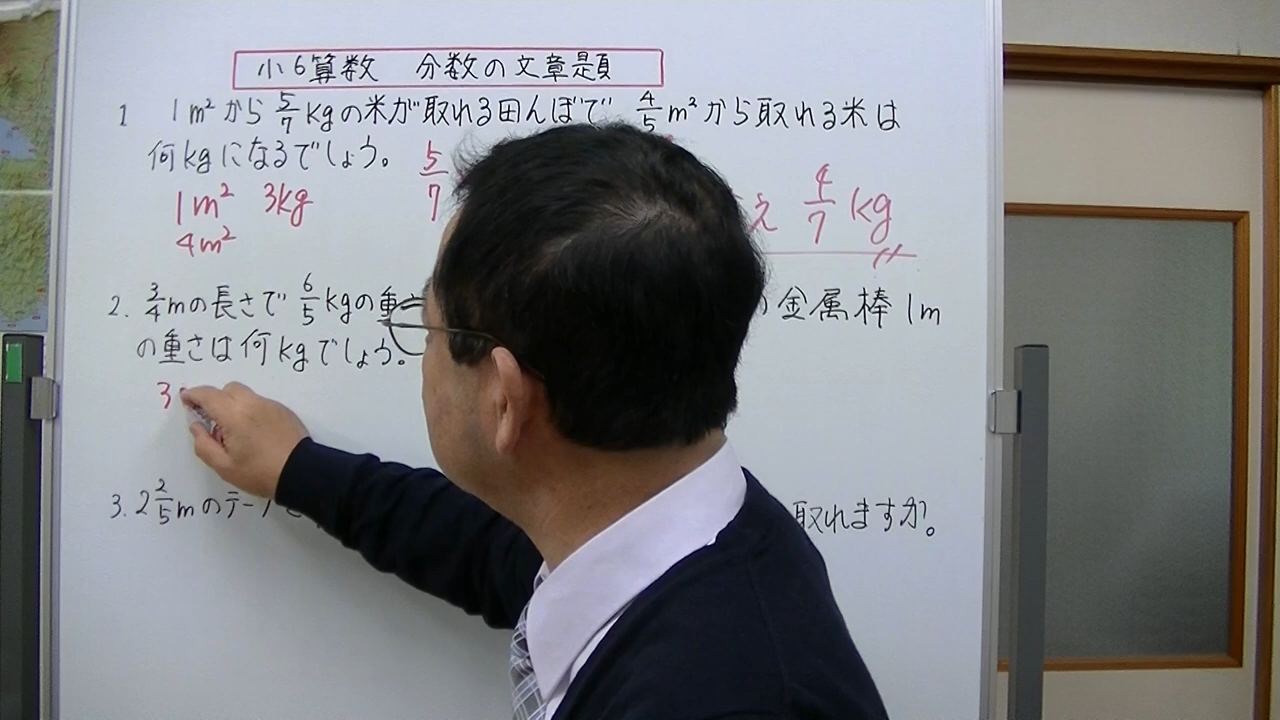 小6算数 分数の文章題
1 1m²から5/7kgの米が取れる田んぼで 4/5m²から取れる米は
何kgになるでしょう。
5/7
1m² 3kg
4m²
え 4/7 kg
2. 3/4mの長さで 6/5kgの重 の金属棒1m
の重さは何kgでしょう。
3
3. 2 2/5mのテープを 取れますか。